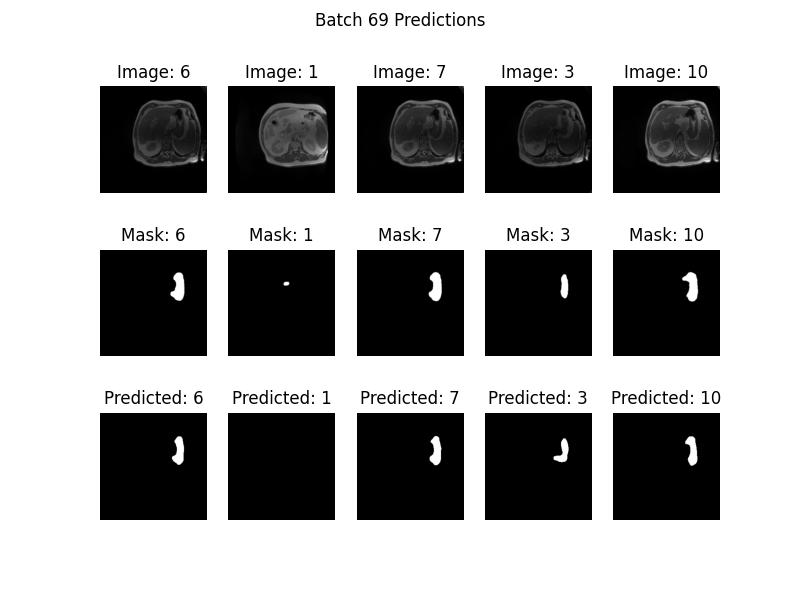 Batch 69 Predictions
Image: 6
Image: 1
Image: 7
Image: 3
Image: 10
Mask: 6
Mask: 1
Mask: 7
Mask: 3
Mask: 10
Predicted: 6
Predicted: 1
Predicted: 7
Predicted: 3
Predicted: 10